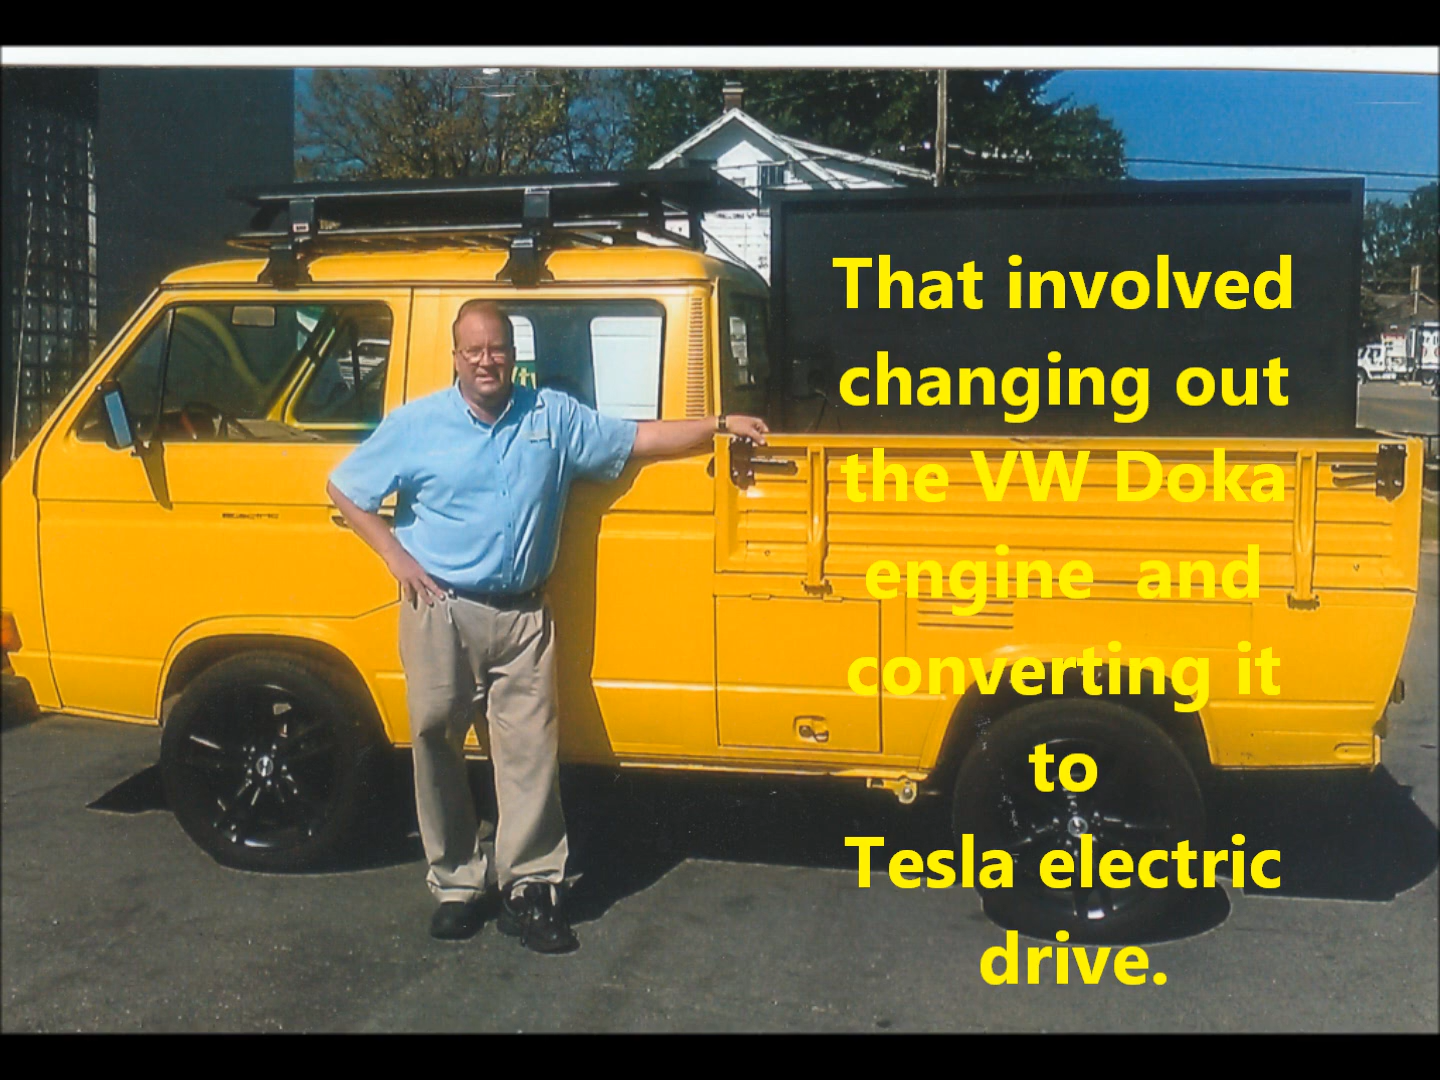 That involved
changing out
the VW Doka
engine  and
converting it
to
Tesla electric
drive.